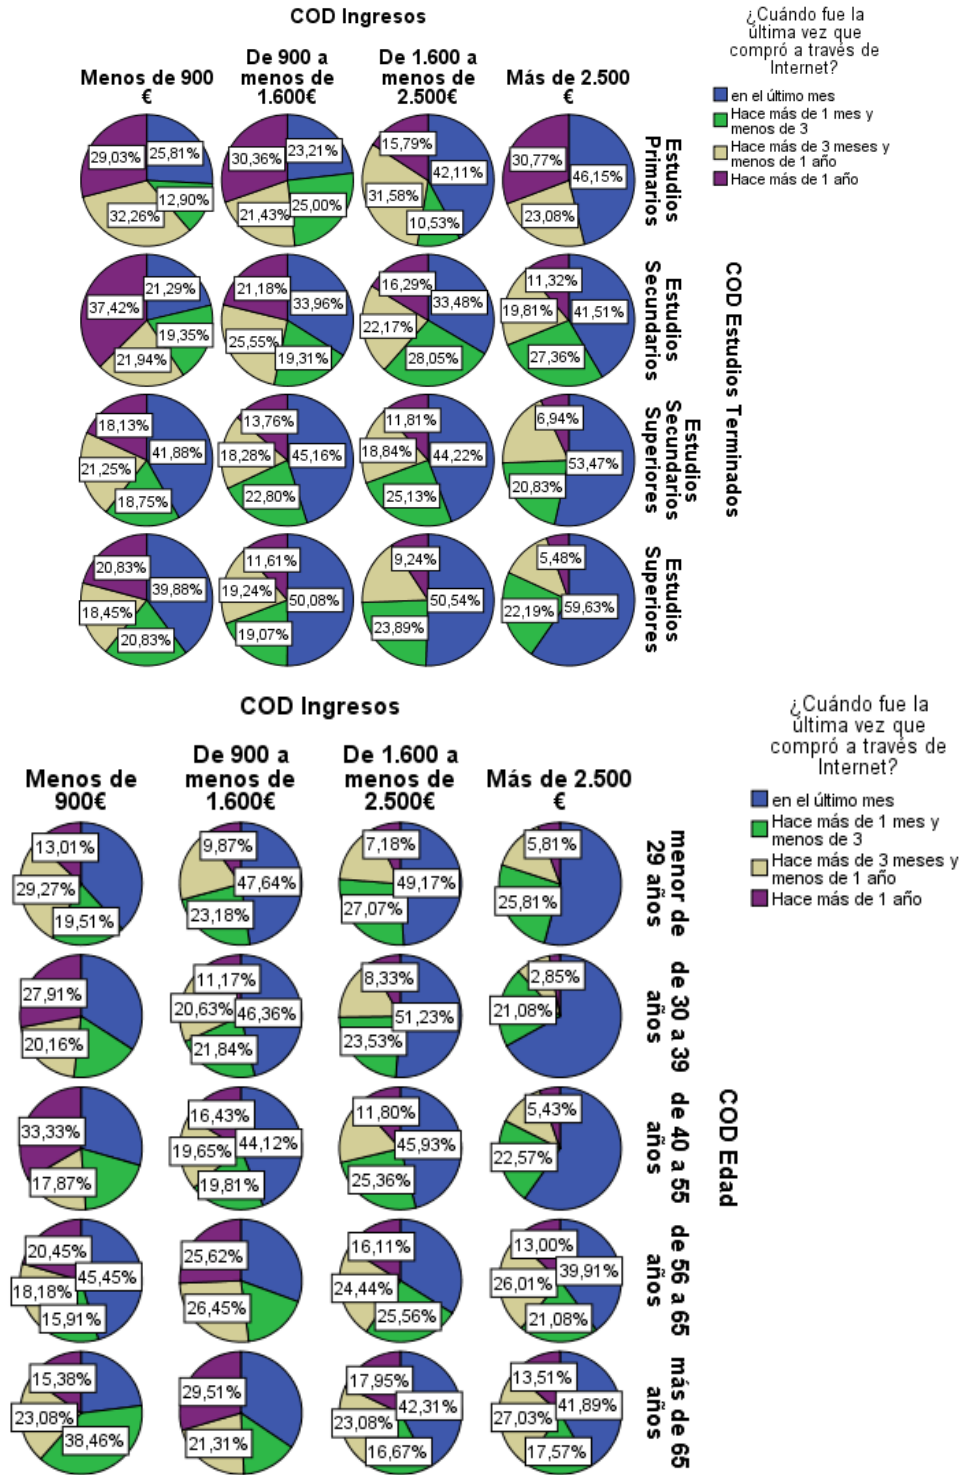 COD Ingresos
¿Cuándo fue la
última vez que
compró a través de
Internet?
en el último mes
Hace más de 1 mes y
menos de 3
Hace más de 3 meses y
menos de 1 año
Hace más de 1 año
Menos de 900
€
De 900 a
menos de
1.600€
De 1.600 a
menos de
2.500€
Más de 2.500
€
29,03% 25,81%
12,90%
32,26%
30,36% 23,21%
21,43% 25,00%
15,79%
42,11%
31,58%
10,53%
30,77% 46,15%
23,08%
Estudios
Primarios
21,29%
37,42%
19,35%
21,94%
21,18% 33,96%
25,55%
19,31%
16,29% 33,48%
22,17%
28,05%
11,32%
19,81% 41,51%
27,36%
Estudios
Secundarios
18,13%
41,88%
21,25%
18,75%
13,76%
18,28% 45,16%
22,80%
11,81%
18,84% 44,22%
25,13%
6,94%
53,47%
20,83%
Estudios
Secundarios
Superiores
20,83%
39,88%
18,45%
20,83%
11,61%
19,24% 50,08%
19,07%
9,24%
50,54%
23,89%
5,48%
22,19% 59,63%
Estudios
Superiores
COD Estudios Terminados
COD Ingresos
¿Cuándo fue la
última vez que
compró a través de
Internet?
en el último mes
Hace más de 1 mes y
menos de 3
Hace más de 3 meses y
menos de 1 año
Hace más de 1 año
Menos de
900€
De 900 a
menos de
1.600€
De 1.600 a
menos de
2.500€
Más de 2.500
€
13,01%
29,27%
19,51%
9,87%
47,64%
23,18%
7,18%
49,17%
27,07%
5,81%
25,81%
menor de
29 años
27,91%
20,16%
11,17%
20,63% 46,36%
21,84%
8,33%
51,23%
23,53%
2,85%
21,08%
de 30 a 39
años
33,33%
17,87%
16,43%
19,65% 44,12%
19,81%
11,80%
45,93%
25,36%
5,43%
22,57%
de 40 a 55
años
20,45%
45,45%
18,18%
15,91%
25,62%
26,45%
16,11%
24,44%
25,56%
13,00%
26,01% 39,91%
21,08%
de 56 a 65
años
15,38%
23,08%
38,46%
29,51%
21,31%
17,95%
42,31%
23,08%
16,67%
13,51%
41,89%
27,03%
17,57%
más de 65
años
COD Edad